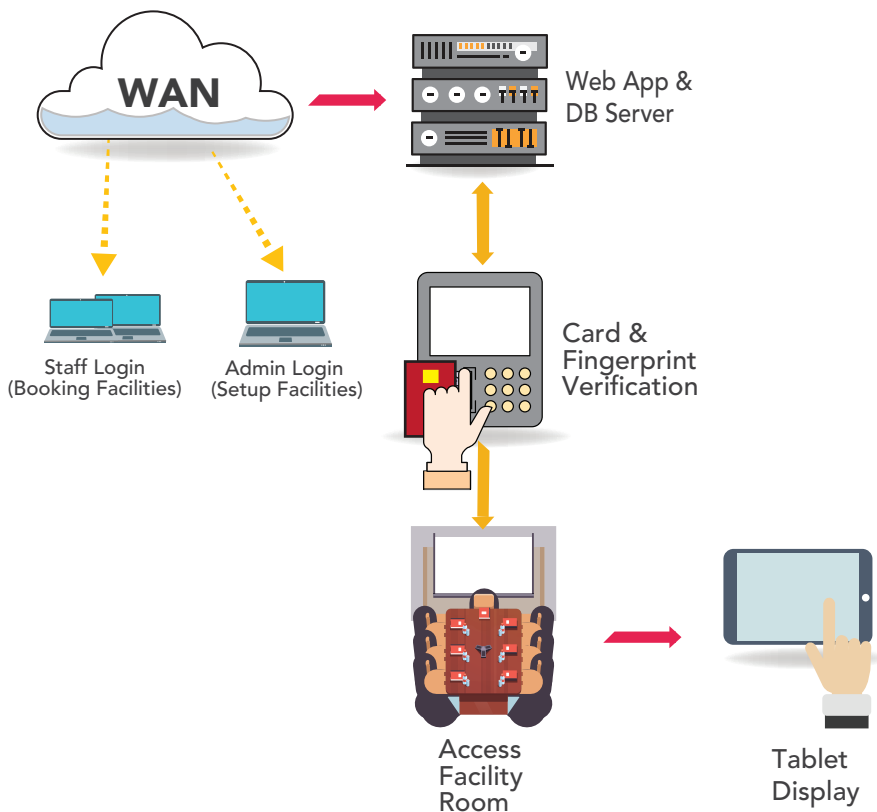 WAN
Web App &
DB Server
Staff Login
(Booking Facilities)
Admin Login
(Setup Facilities)
Card &
Fingerprint
Verification
Access
Facility
Room
Tablet
Display